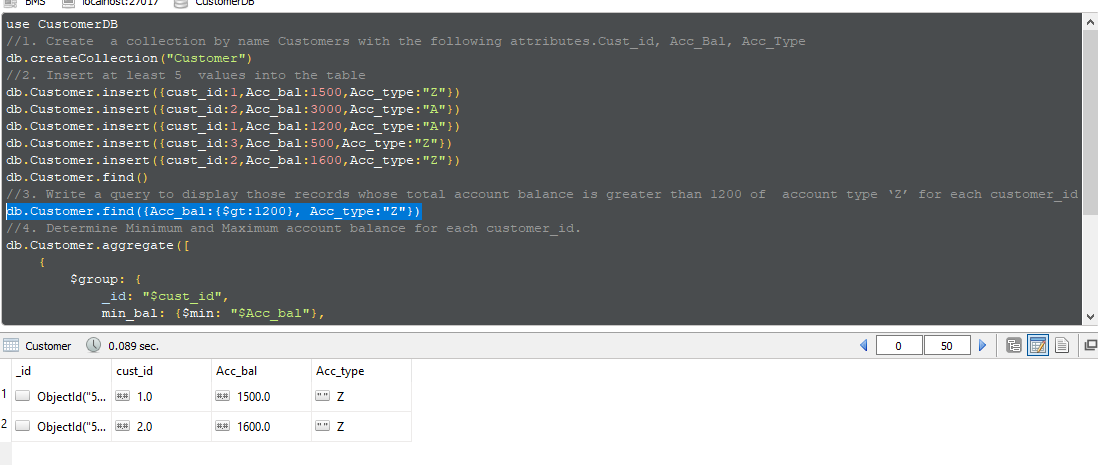 BMS localhost:27017 CustomerDB
use CustomerDB
//1. Create  a collection by name Customers with the following attributes.Cust_id, Acc_Bal, Acc_Type
db.createCollection("Customer")
//2. Insert at least 5  values into the table
db.Customer.insert({cust_id:1,Acc_bal:1500,Acc_type:"Z"})
db.Customer.insert({cust_id:2,Acc_bal:3000,Acc_type:"A"})
db.Customer.insert({cust_id:1,Acc_bal:1200,Acc_type:"A"})
db.Customer.insert({cust_id:3,Acc_bal:500,Acc_type:"Z"})
db.Customer.insert({cust_id:2,Acc_bal:1600,Acc_type:"Z"})
db.Customer.find()
//3. Write a query to display those records whose total account balance is greater than 1200 of  account type ‘Z’ for each customer_id
db.Customer.find({Acc_bal:{$gt:1200}, Acc_type:"Z"})
//4. Determine Minimum and Maximum account balance for each customer_id.
db.Customer.aggregate([
    {
        $group: {
            _id: "$cust_id",
            min_bal: {$min: "$Acc_bal"},
Customer 0.089 sec. 0 50
_id cust_id Acc_bal Acc_type
1 ObjectId("5... ## 1.0 ## 1500.0 "" Z
2 ObjectId("5... ## 2.0 ## 1600.0 "" Z